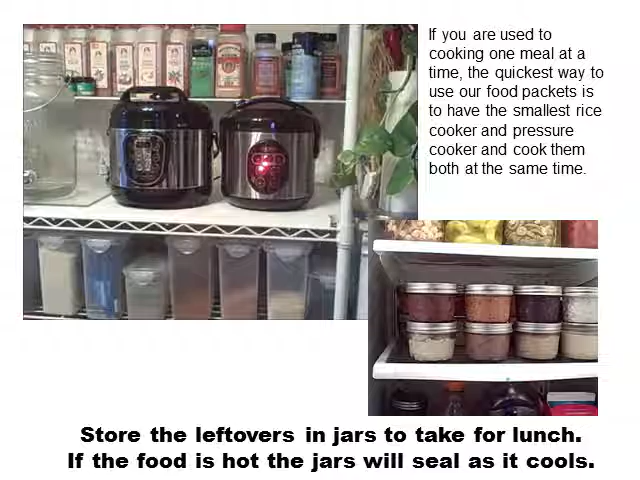 If you are used to
cooking one meal at a
time, the quickest way to
use our food packets is
to have the smallest rice
cooker and pressure
cooker and cook them
both at the same time.
Store the leftovers in jars to take for lunch.
If the food is hot the jars will seal as it cools.